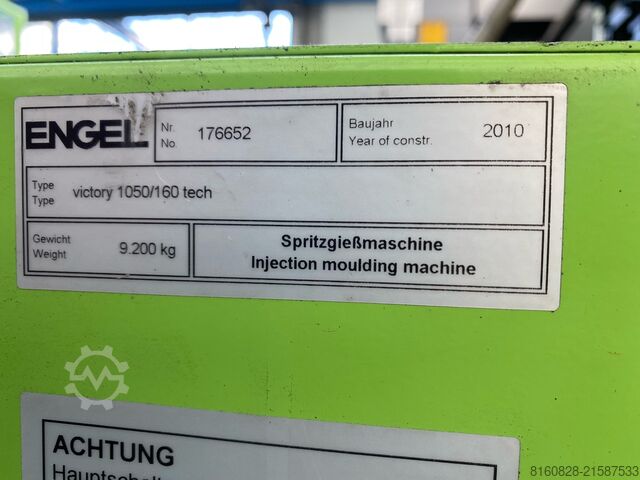 ENGEL
Nr. No. 176652
Baujahr
Year of constr. 2010
Type
Type victory 1050/160 tech
Gewicht
Weight 9.200 kg
Spritzgießmaschine
Injection moulding machine
ACHTUNG
8160828-21587533